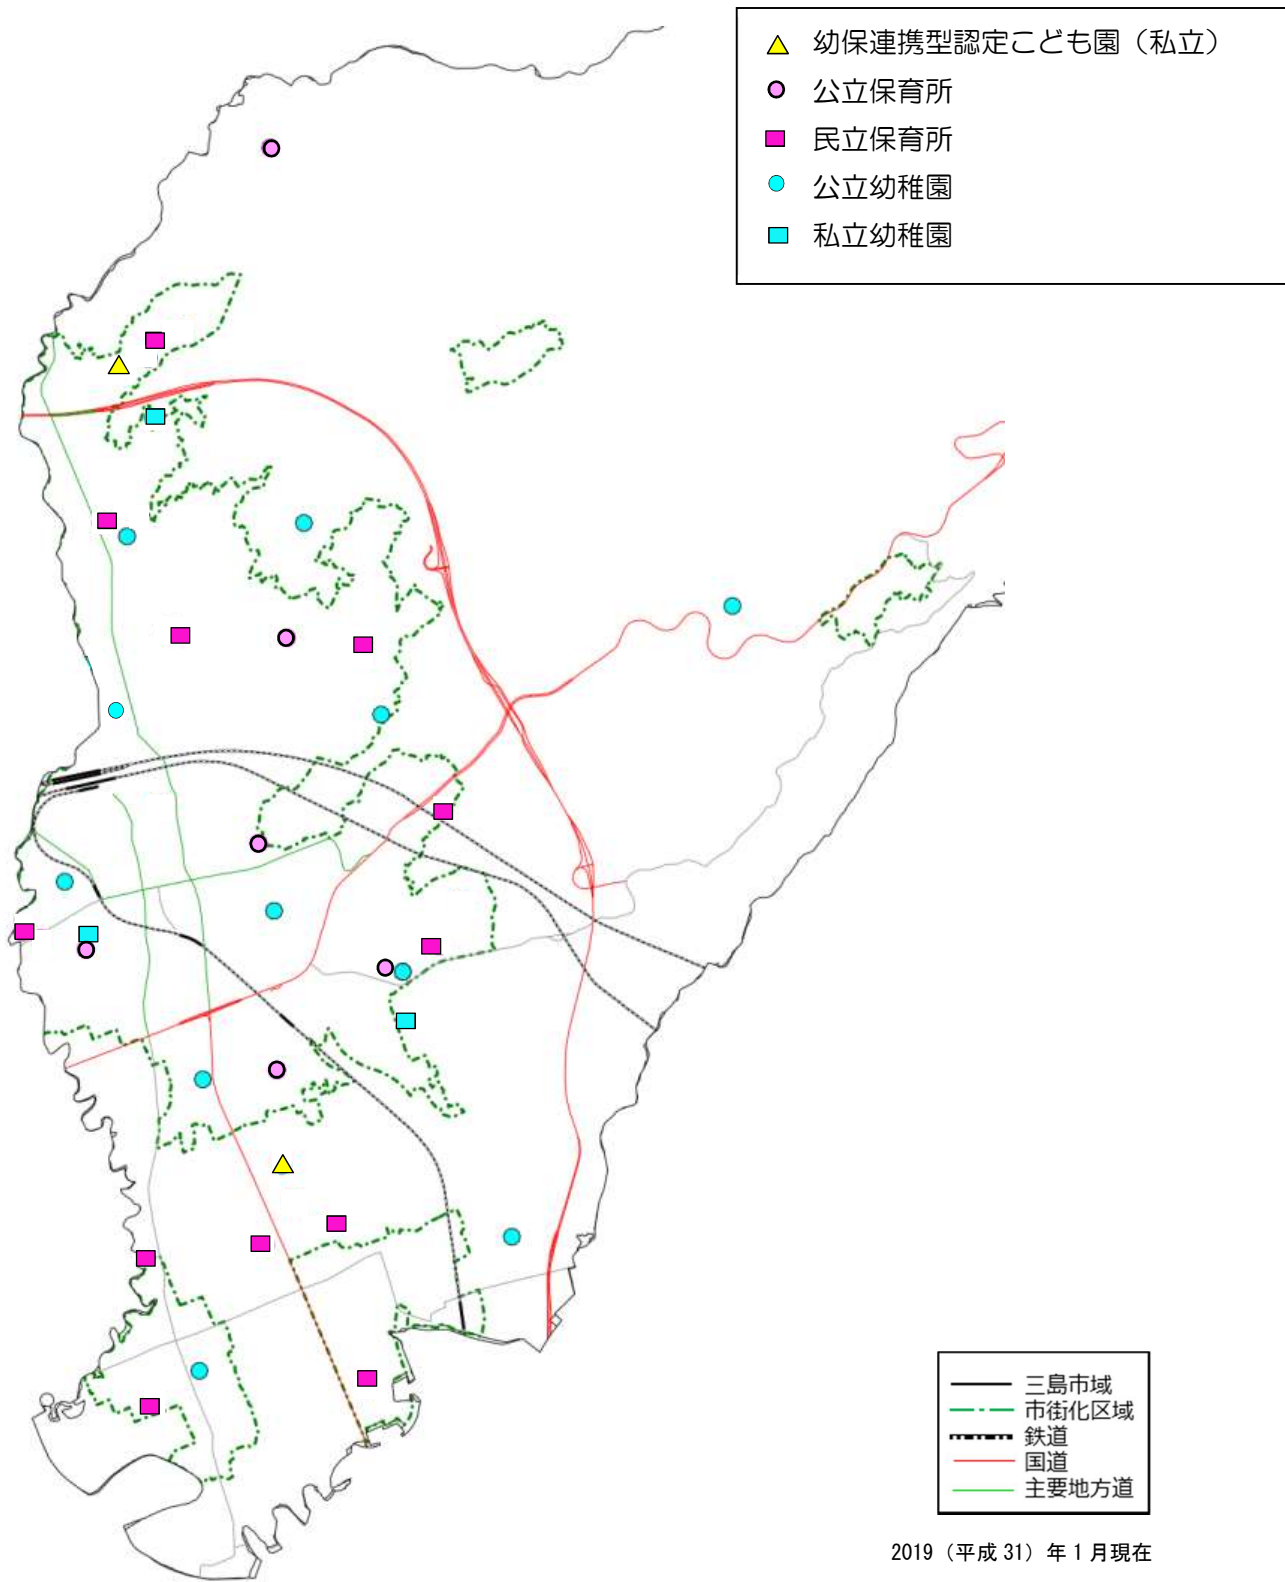 幼保連携型認定こども園（私立）
公立保育所
民立保育所
公立幼稚園
私立幼稚園
三島市域
市街化区域
鉄道
国道
主要地方道
2019（平成 31）年 1 月現在